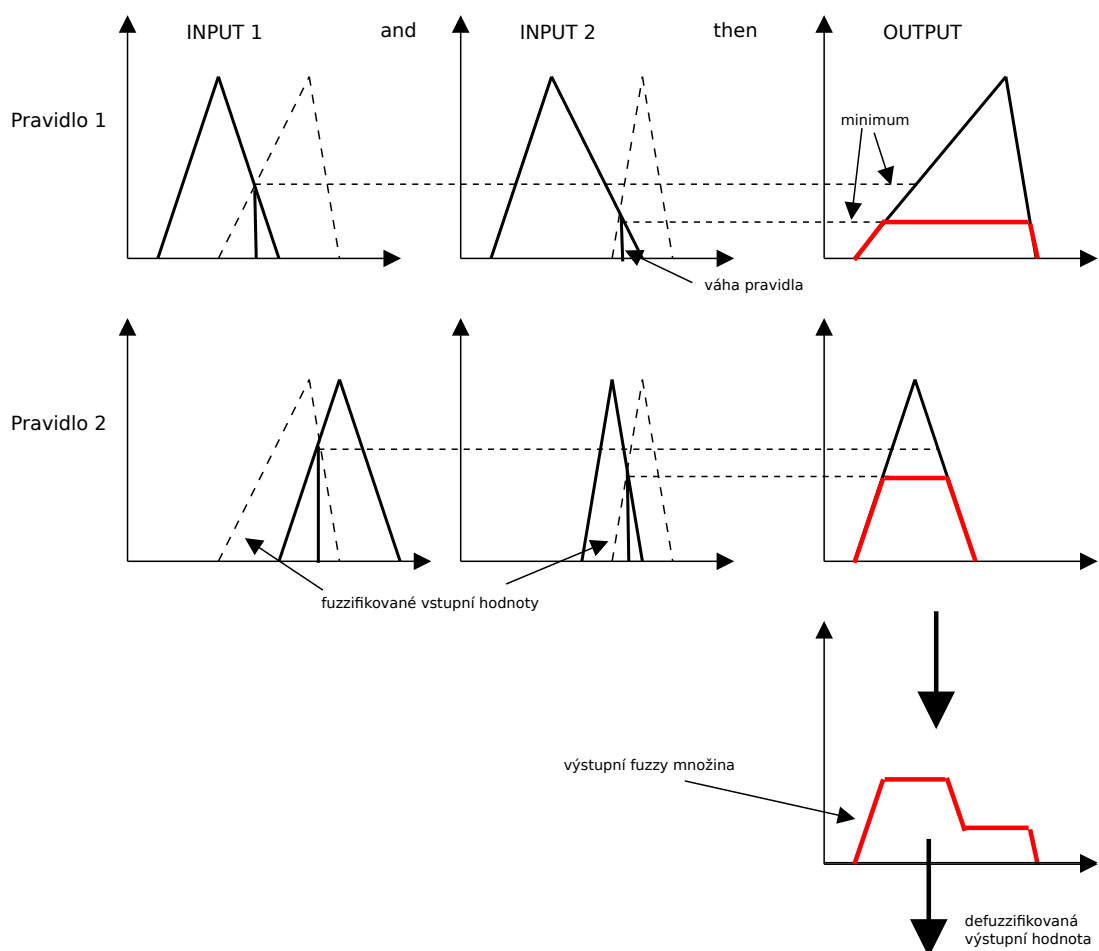 INPUT 1
and
INPUT 2
then
OUTPUT
Pravidlo 1
minimum
váha pravidla
Pravidlo 2
fuzzifikované vstupní hodnoty
výstupní fuzzy množina
defuzzifikovaná
výstupní hodnota